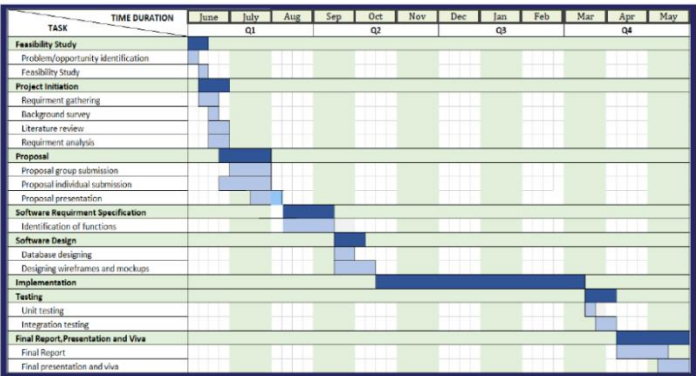 TIME DURATION
TASK
June July Aug Sep Oct Nov Dec Jan Feb Mar Apr May
Q1 Q2 Q3 Q4
Feasibility Study
Problem/opportunity identification
Feasibility Study
Project Initiation
Requirment gathering
Background survey
Literature review
Requirment analysis
Proposal
Proposal group submission
Proposal individual submission
Proposal presentation
Software Requirment Specification
Identification of functions
Software Design
Database designing
Designing wireframes and mockups
Implementation
Testing
Unit testing
Integration testing
Final Report,Presentation and Viva
Final Report
Final presentation and viva